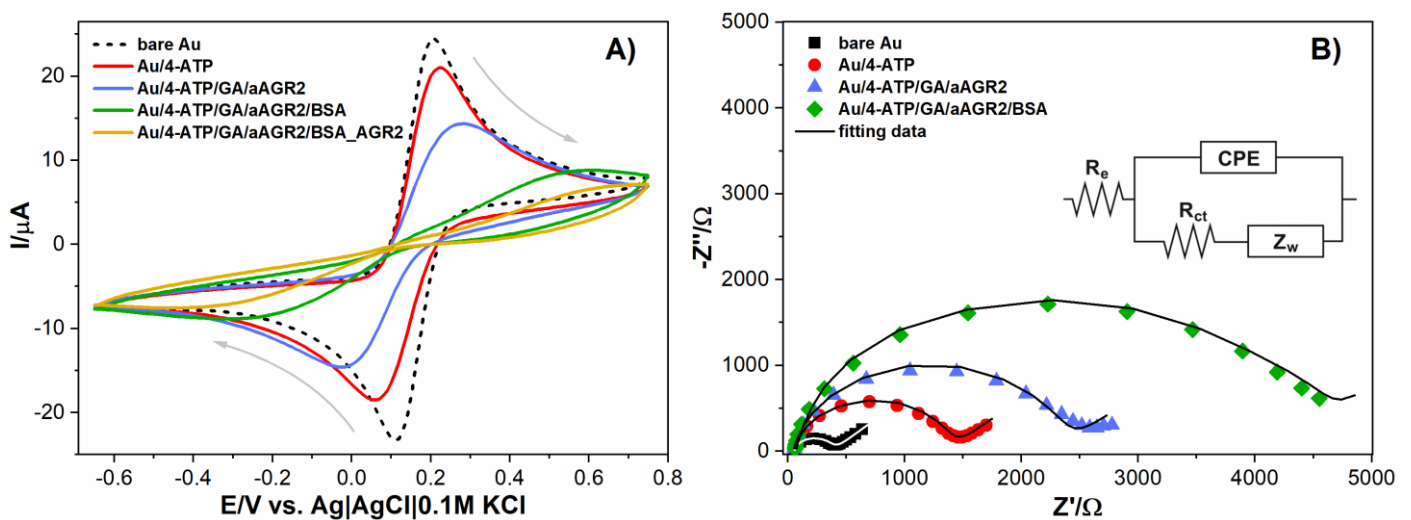 A)
bare Au
Au/4-ATP
Au/4-ATP/GA/aAGR2
Au/4-ATP/GA/aAGR2/BSA
Au/4-ATP/GA/aAGR2/BSA_AGR2
I/µA
20
10
0
-10
-20
-0.6 -0.4 -0.2 0.0 0.2 0.4 0.6 0.8
E/V vs. Ag|AgCl|0.1M KCl
B)
bare Au
Au/4-ATP
Au/4-ATP/GA/aAGR2
Au/4-ATP/GA/aAGR2/BSA
fitting data
Re
CPE
Rct
Zw
-Z''/Ω
5000
4000
3000
2000
1000
0
0 1000 2000 3000 4000 5000
Z'/Ω